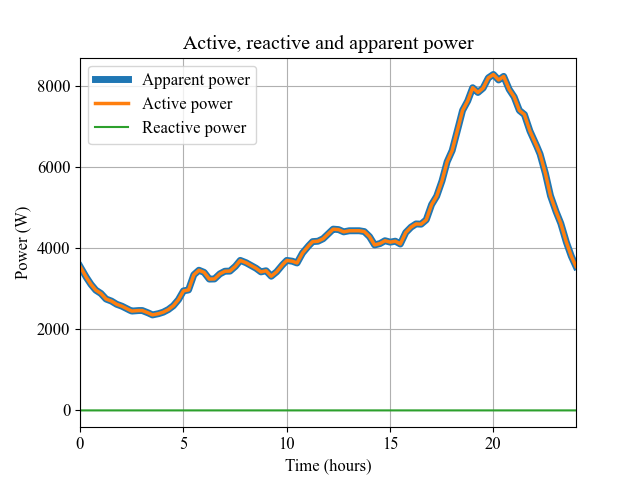 Active, reactive and apparent power
Apparent power
Active power
Reactive power
8000
6000
4000
2000
0
Power (W)
0
5
10
15
20
Time (hours)